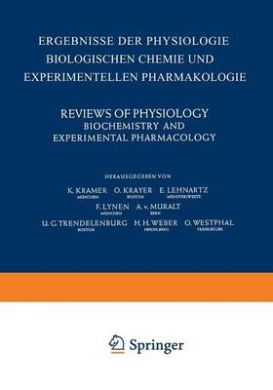 ERGEBNISSE DER PHYSIOLOGIE
BIOLOGISCHEN CHEMIE UND
EXPERIMENTELLEN PHARMAKOLOGIE
REVIEWS OF PHYSIOLOGY
BIOCHEMISTRY AND
EXPERIMENTAL PHARMACOLOGY
HERAUSGEGEBEN VON
K. KRAMER O. KRAYER E. LEHNARTZ
MÜNCHEN BOSTON MÜNSTER/WESTF.
F. LYNEN A. v. MURALT
MÜNCHEN BERN
U. G. TRENDELENBURG H. H. WEBER O. WESTPHAL
BOSTON HEIDELBERG FREIBURG/BR.
Springer